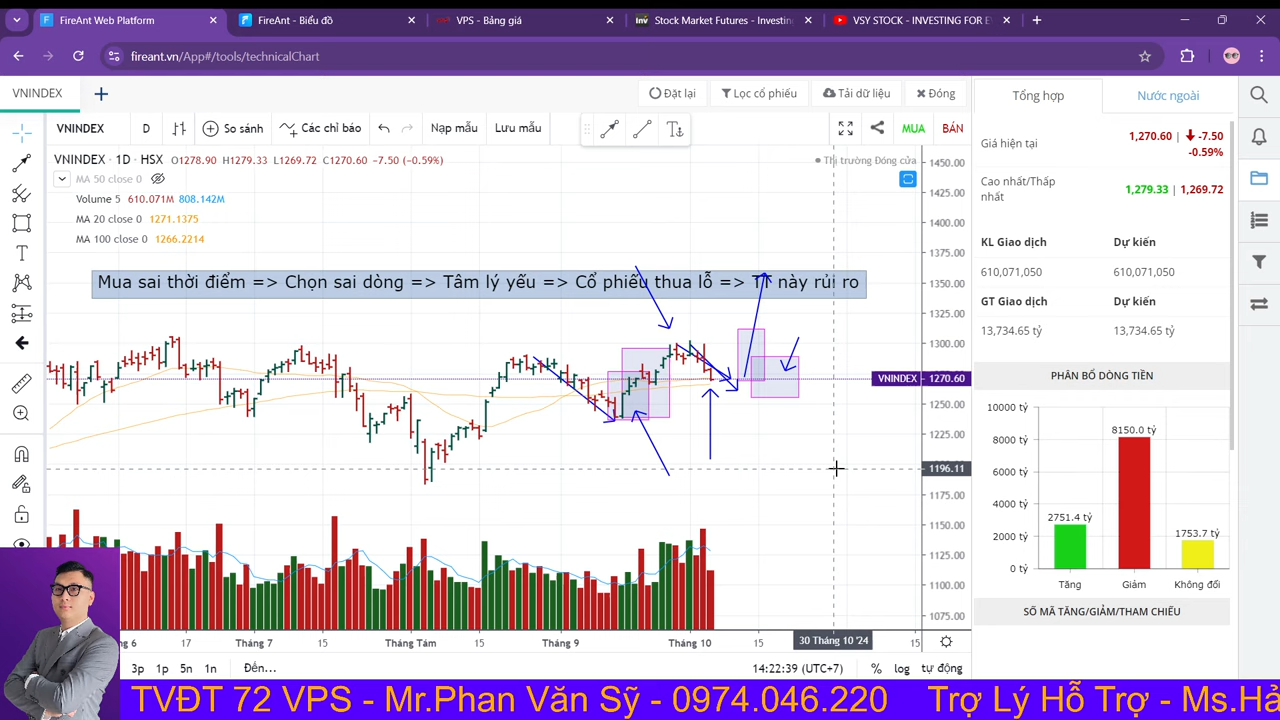 FireAnt Web Platform
FireAnt - Biểu đồ
VPS - Bảng giá
Stock Market Futures - Investin
VSY STOCK - INVESTING FOR E
fireant.vn/App#/tools/technicalChart
VNINDEX
Đặt lại
Lọc cổ phiếu
Tải dữ liệu
Đóng
VNINDEX
D
So sánh
Các chỉ báo
Nạp mẫu
Lưu mẫu
MUA
BÁN
VNINDEX · 1D · HSX O1278.90 H1279.33 L1269.72 C1270.60 -7.50 (-0.59%)
Thị trường Đóng cửa
MA 50 close 0
Volume 5 610.071M 808.142M
MA 20 close 0 1271.1375
MA 100 close 0 1266.2214
Mua sai thời điểm => Chọn sai dòng => Tâm lý yếu => Cổ phiếu thua lỗ => TT này rủi ro
1450.00
1425.00
1400.00
1375.00
1350.00
1325.00
1300.00
VNINDEX 1270.60
1250.00
1225.00
1196.11
1175.00
1150.00
1125.00
1100.00
1075.00
6
17
Tháng 7
15
Tháng Tám
15
Tháng 9
15
Tháng 10
15
30 Tháng 10 '24
15
3p
1p
5n
1n
Đến...
14:22:39 (UTC+7)
%
log
tự động
Tổng hợp
Nước ngoài
Giá hiện tại
1,270.60 | -7.50
-0.59%
Cao nhất/Thấp nhất
1,279.33 | 1,269.72
KL Giao dịch
Dự kiến
610,071,050
610,071,050
GT Giao dịch
Dự kiến
13,734.65 tỷ
13,734.65 tỷ
PHÂN BỔ DÒNG TIỀN
10000 tỷ
8000 tỷ
6000 tỷ
4000 tỷ
2000 tỷ
0 tỷ
2751.4 tỷ
8150.0 tỷ
1753.7 tỷ
Tăng
Giảm
Không đổi
SỐ MÃ TĂNG/GIẢM/THAM CHIẾU
TVĐT 72 VPS - Mr.Phan Văn Sỹ - 0974.046.220
Trợ Lý Hỗ Trợ - Ms.Hả